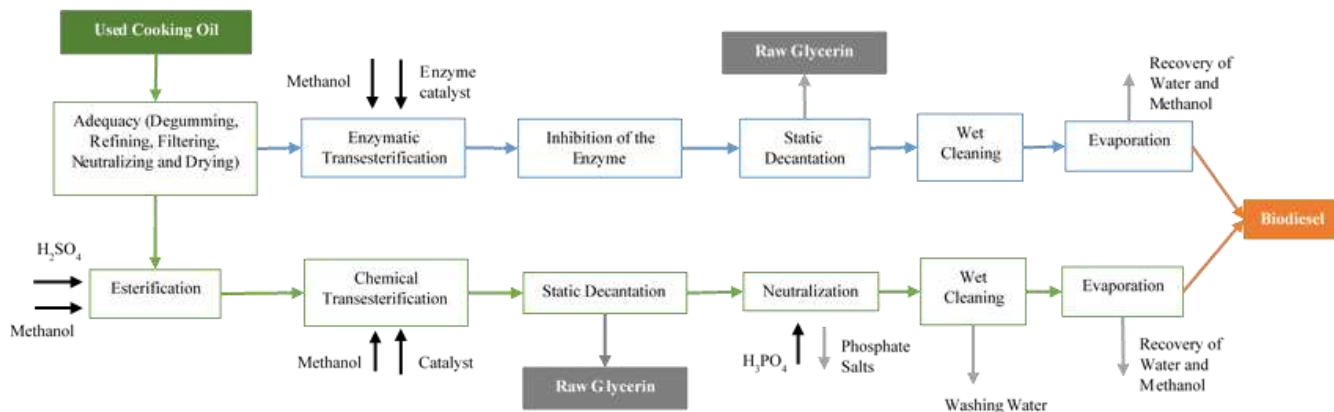 Used Cooking Oil
Raw Glycerin
Methanol
Enzyme
catalyst
Recovery of
Water and
Methanol
Adequacy (Degumming,
Refining, Filtering,
Neutralizing and Drying)
Enzymatic
Transesterification
Inhibition of the
Enzyme
Static
Decantation
Wet
Cleaning
Evaporation
Biodiesel
H₂SO₄
Methanol
Esterification
Chemical
Transesterification
Static Decantation
Neutralization
Wet
Cleaning
Evaporation
Methanol
Catalyst
Raw Glycerin
H₃PO₄
Phosphate
Salts
Washing Water
Recovery of
Water and
Methanol